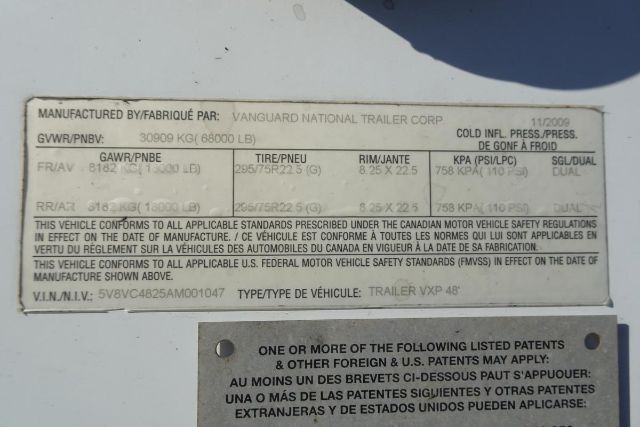 MANUFACTURED BY/FABRIQUÉ PAR: VANGUARD NATIONAL TRAILER CORP. 11/2009
GVWR/PNBV: 30909 KG( 68000 LB) COLD INFL. PRESS./PRESS.
DE GONF À FROID
GAWR/PNBE TIRE/PNEU RIM/JANTE KPA (PSI/LPC) SGL/DUAL
FR/AV 8182 KG( 18000 LB) 295/75R22.5 (G) 8.25 X 22.5 758 KPA( 110 PSI) DUAL
RR/AR 8182 KG( 18000 LB) 295/75R22.5 (G) 8.25 X 22.5 758 KPA( 110 PSI) DUAL
THIS VEHICLE CONFORMS TO ALL APPLICABLE STANDARDS PRESCRIBED UNDER THE CANADIAN MOTOR VEHICLE SAFETY REGULATIONS
IN EFFECT ON THE DATE OF MANUFACTURE. / CE VÉHICULE EST CONFORME À TOUTES LES NORMES QUI LUI SONT APPLICABLES EN
VERTU DU RÈGLEMENT SUR LA VÉHICULES DES AUTOMOBILES DU CANADA EN VIGUEUR À LA DATE DE SA FABRICATION.
THIS VEHICLE CONFORMS TO ALL APPLICABLE U.S. FEDERAL MOTOR VEHICLE SAFETY STANDARDS (FMVSS) IN EFFECT ON THE DATE OF
MANUFACTURE SHOWN ABOVE.
V.I.N./N.I.V.: 5V8VC4825AM001047 TYPE/TYPE DE VÉHICULE: TRAILER VXP 48'
ONE OR MORE OF THE FOLLOWING LISTED PATENTS
& OTHER FOREIGN & U.S. PATENTS MAY APPLY:
AU MOINS UN DES BREVETS CI-DESSOUS PAUT S'APPUOUER:
UNA O MÁS DE LAS PATENTES SIGUIENTES Y OTRAS PATENTES
EXTRANJERAS Y DE ESTADOS UNIDOS PUEDEN APLICARSE: